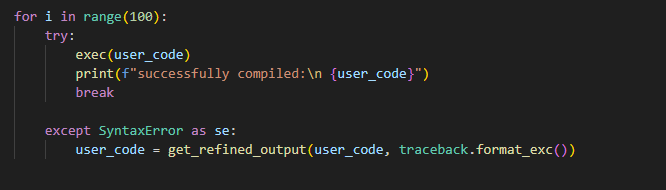 for i in range(100):
    try:
        exec(user_code)
        print(f"successfully compiled:\n {user_code}")
        break

    except SyntaxError as se:
        user_code = get_refined_output(user_code, traceback.format_exc())